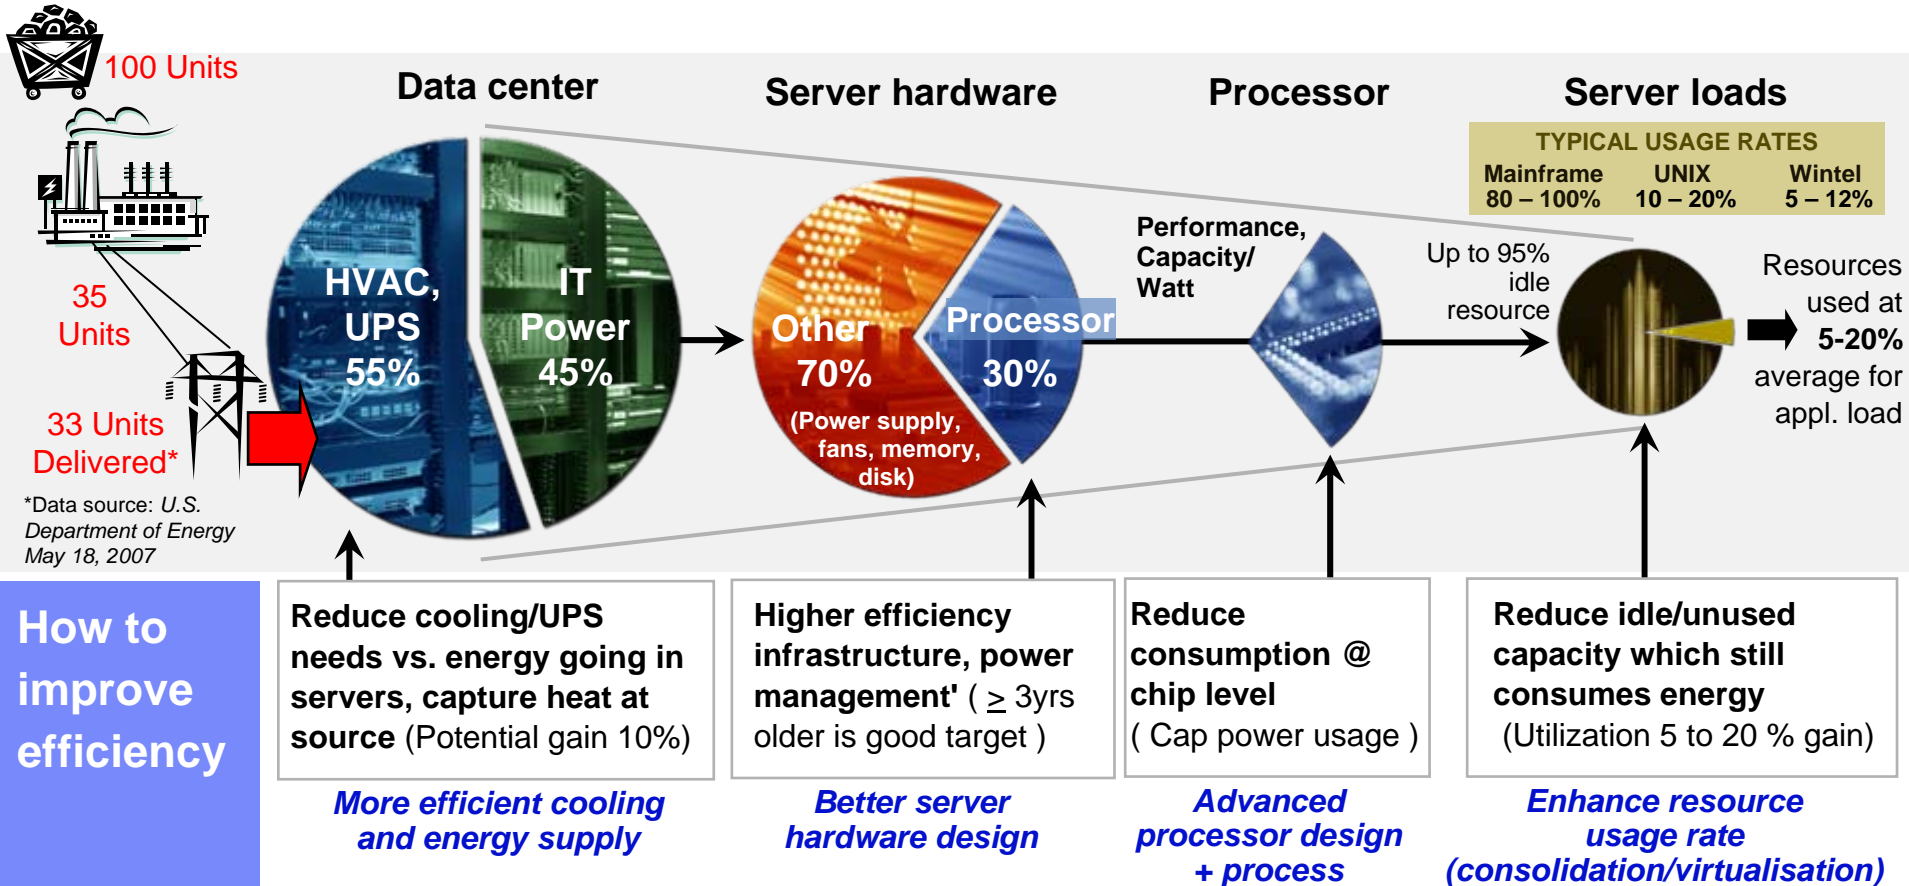 100 Units
35
Units
33 Units
Delivered*
*Data source: U.S.
Department of Energy
May 18, 2007
Data center
HVAC,
UPS
55%
IT
Power
45%
Server hardware
Other
70%
(Power supply,
fans, memory,
disk)
Processor
30%
Processor
Performance,
Capacity/
Watt
Server loads
TYPICAL USAGE RATES
Mainframe UNIX Wintel
80 – 100% 10 – 20% 5 – 12%
Up to 95%
idle
resource
Resources
used at
5-20%
average for
appl. load
How to
improve
efficiency
Reduce cooling/UPS
needs vs. energy going in
servers, capture heat at
source (Potential gain 10%)
More efficient cooling
and energy supply
Higher efficiency
infrastructure, power
management' ( ≥ 3yrs
older is good target )
Better server
hardware design
Reduce
consumption @
chip level
( Cap power usage )
Advanced
processor design
+ process
Reduce idle/unused
capacity which still
consumes energy
(Utilization 5 to 20 % gain)
Enhance resource
usage rate
(consolidation/virtualisation)